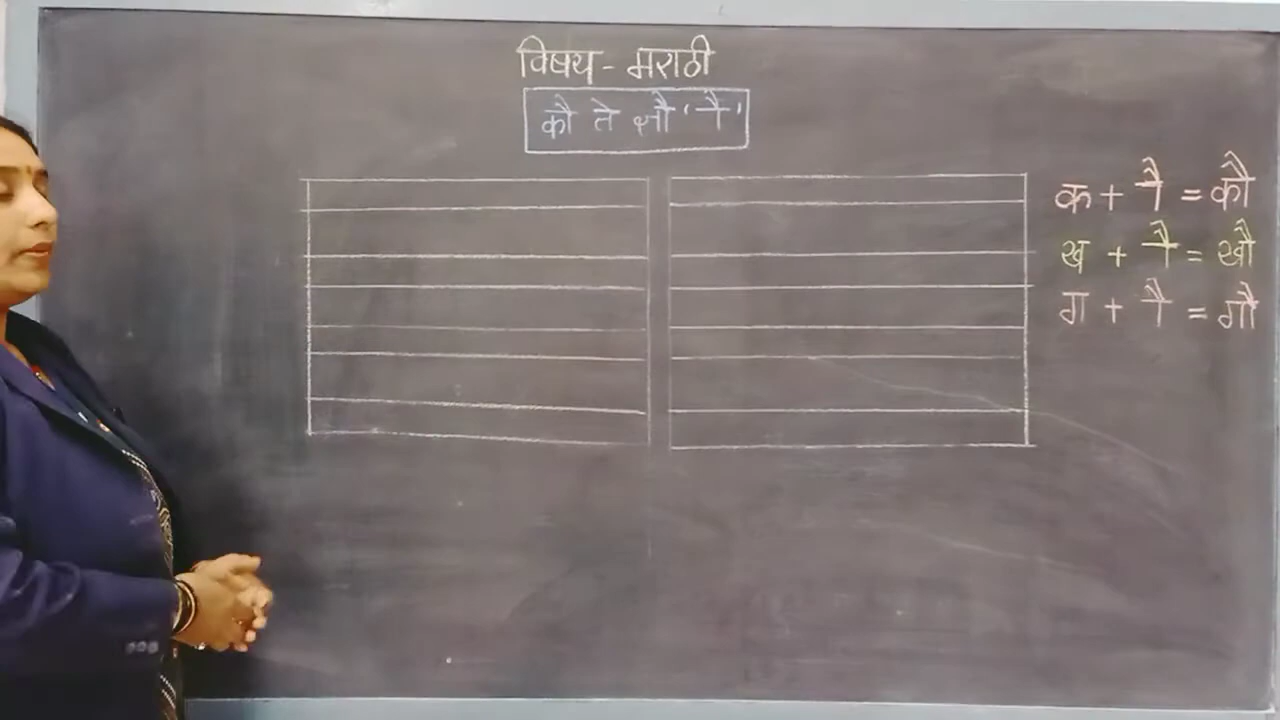 विषय - मराठी
कौ ते क्षौ ' ौ '
क + ौ = कौ
ख + ौ = खौ
ग + ौ = गौ